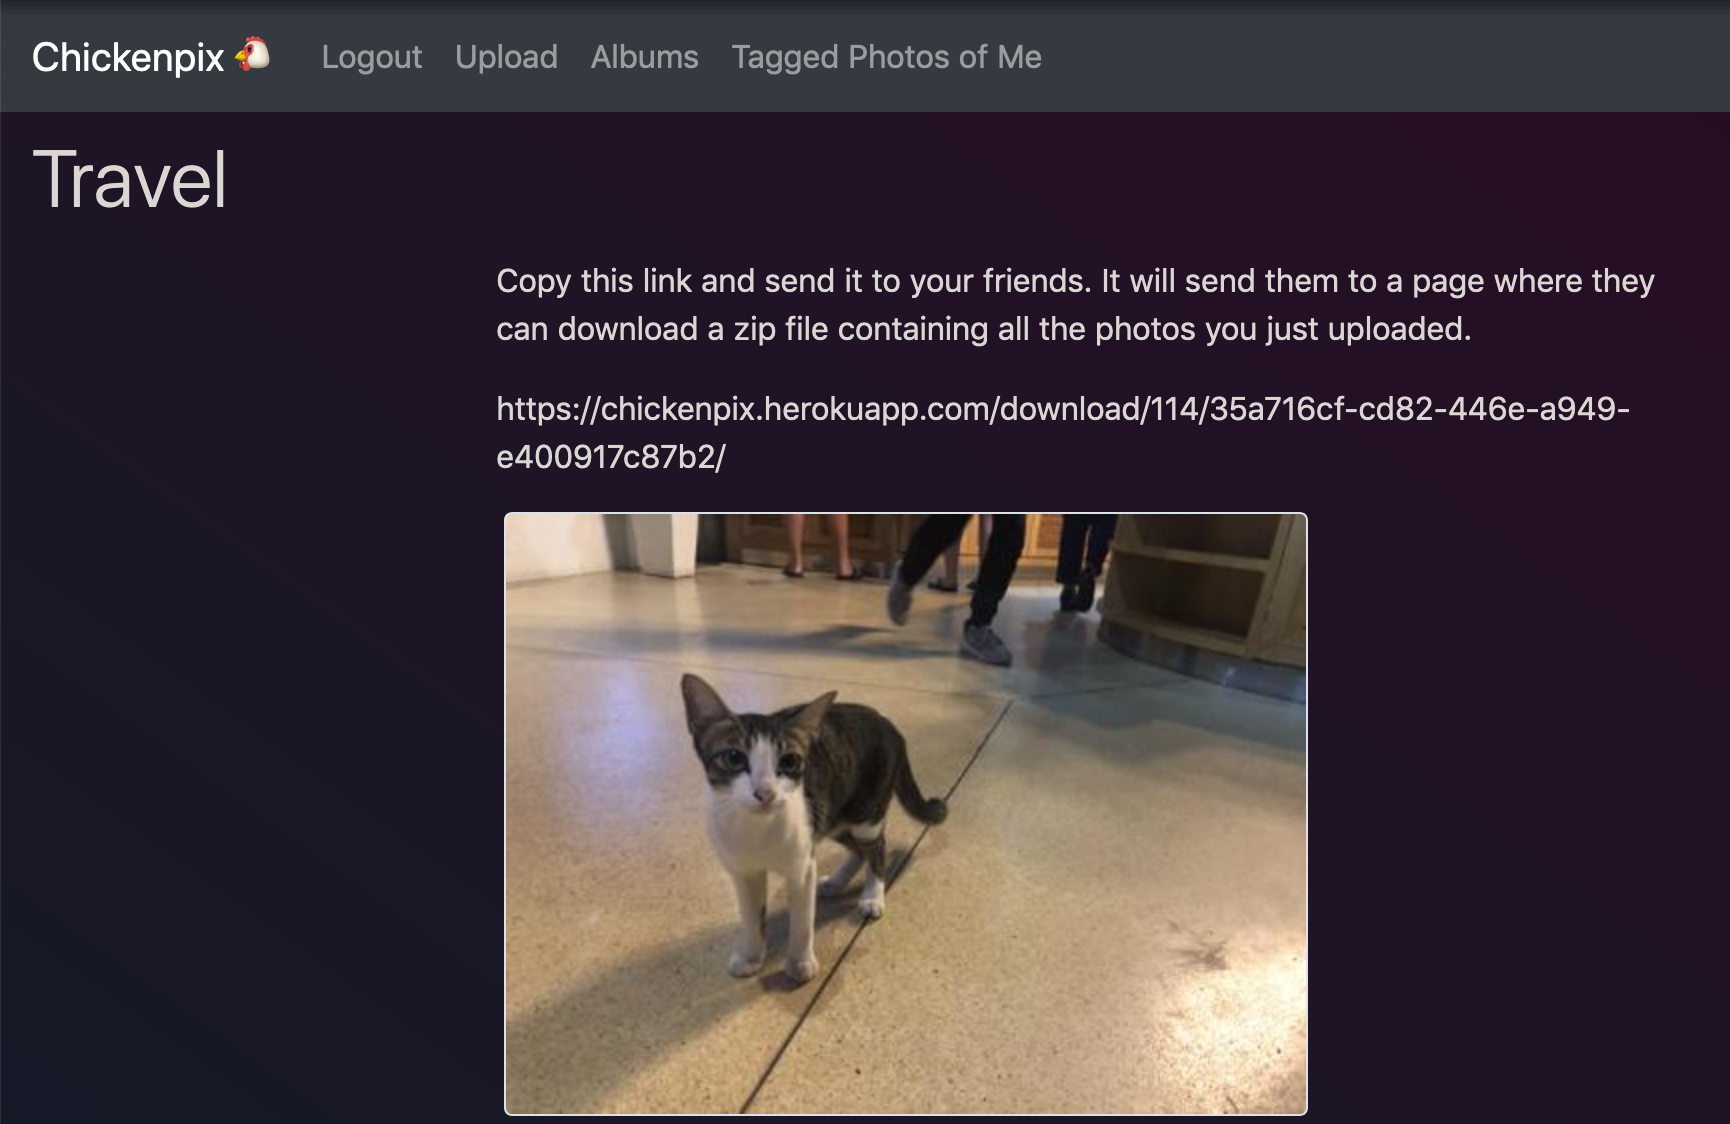 Chickenpix 🐔 Logout Upload Albums Tagged Photos of Me
Travel
Copy this link and send it to your friends. It will send them to a page where they
can download a zip file containing all the photos you just uploaded.
https://chickenpix.herokuapp.com/download/114/35a716cf-cd82-446e-a949-
e400917c87b2/